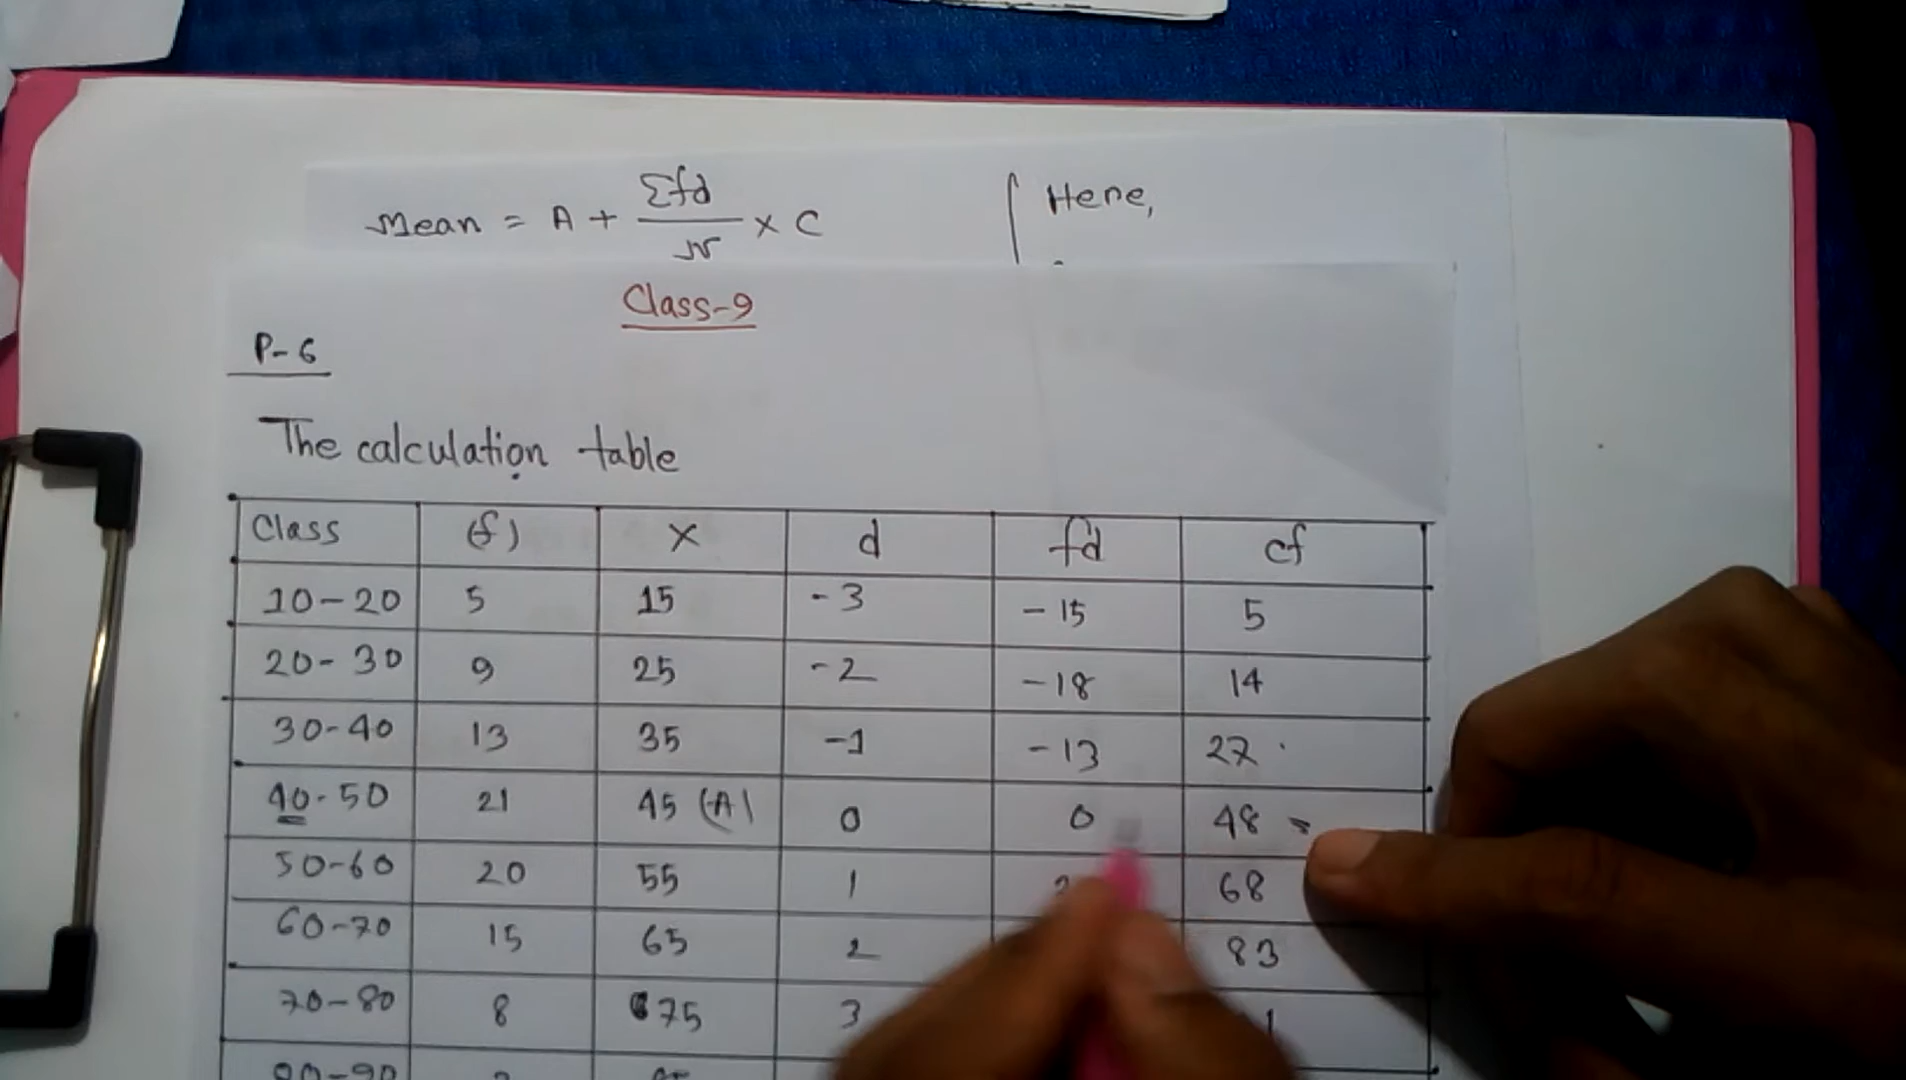 Mean = A + Σfd / N × C
Here,
Class-9
P-6
The calculation table
Class (f) x d fd cf
10-20 5 15 -3 -15 5
20-30 9 25 -2 -18 14
30-40 13 35 -1 -13 27
40-50 21 45 (A) 0 0 48
50-60 20 55 1 68
60-70 15 65 2 83
70-80 8 75 3